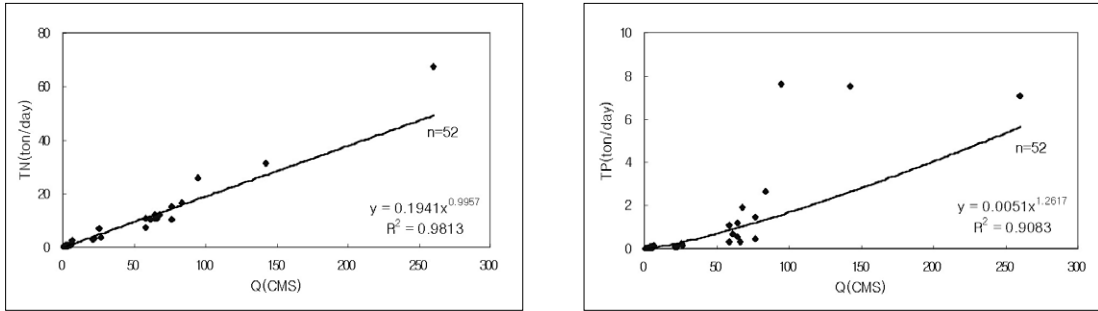 80
60
40
20
0
TN(ton/day)
n=52
y = 0.1941x^0.9957
R² = 0.9813
0 50 100 150 200 250 300
Q(CMS)
10
8
6
4
2
0
TP(ton/day)
n=52
y = 0.0051x^1.2617
R² = 0.9083
0 50 100 150 200 250 300
Q(CMS)